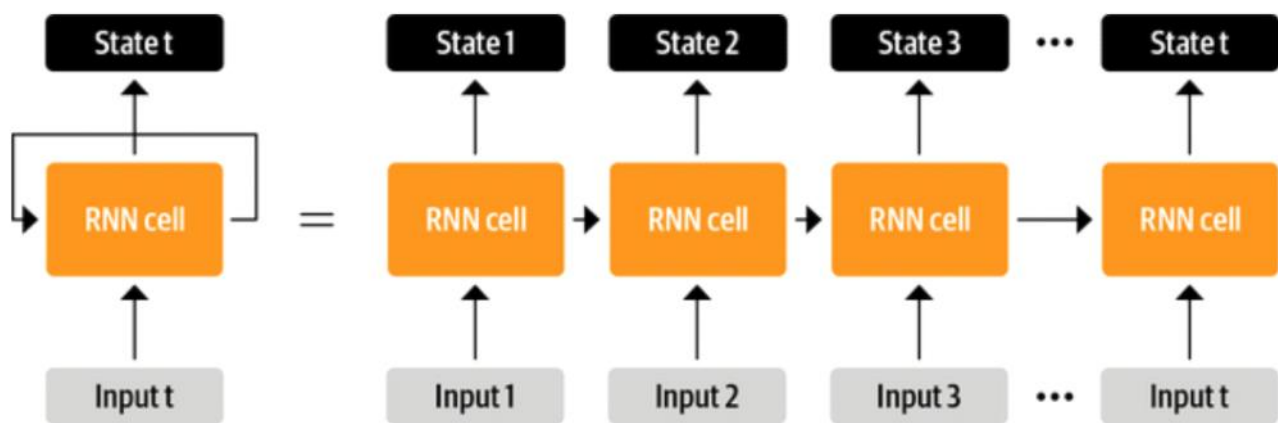 State t State 1 State 2 State 3 ••• State t
RNN cell = RNN cell RNN cell RNN cell RNN cell
Input t Input 1 Input 2 Input 3 ••• Input t